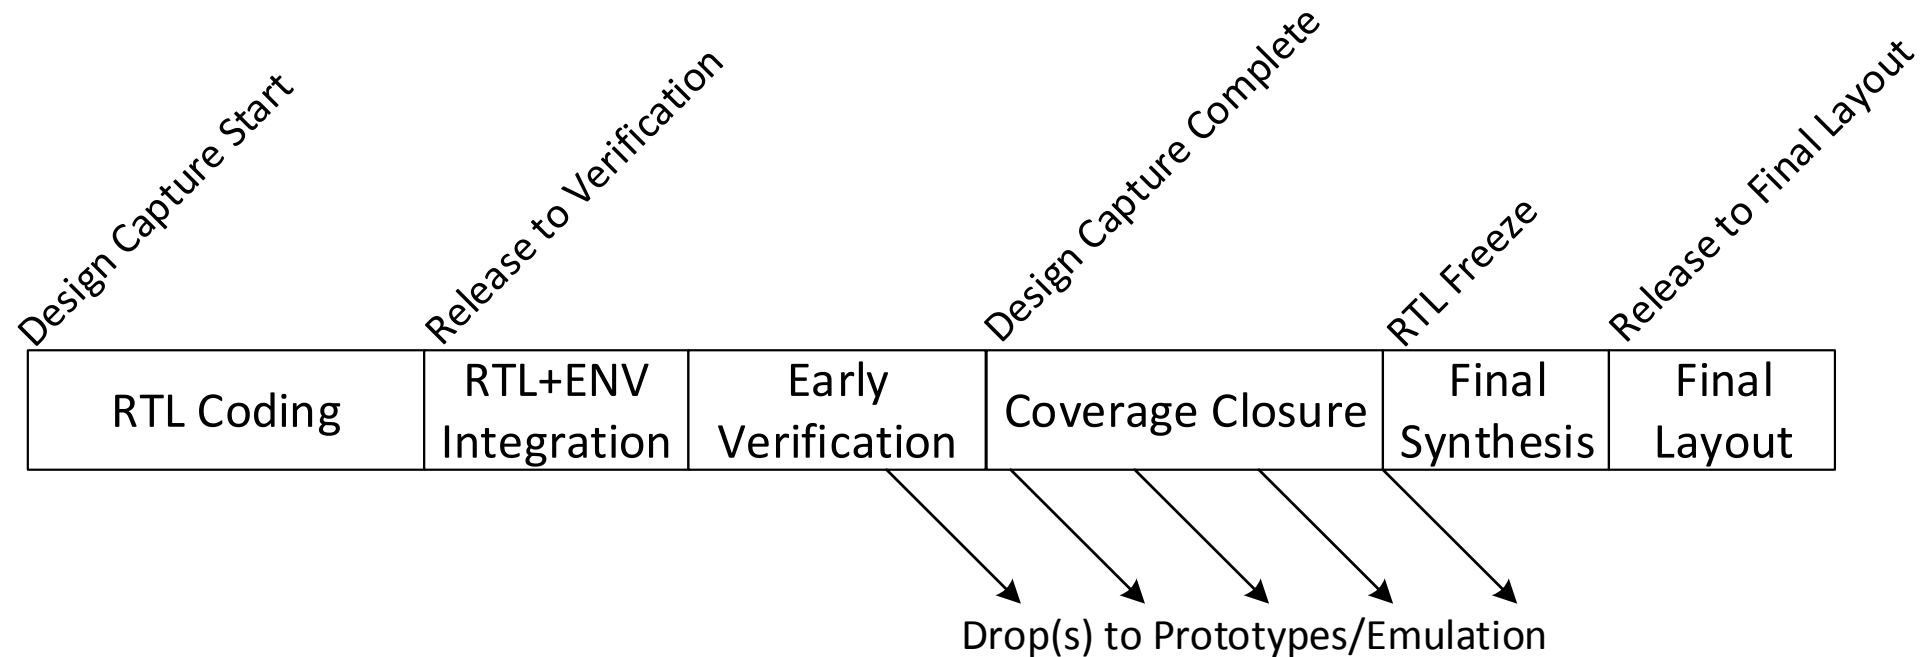 Design Capture Start
Release to Verification
Design Capture Complete
RTL Freeze
Release to Final Layout
RTL Coding
RTL+ENV
Integration
Early
Verification
Coverage Closure
Final
Synthesis
Final
Layout
Drop(s) to Prototypes/Emulation